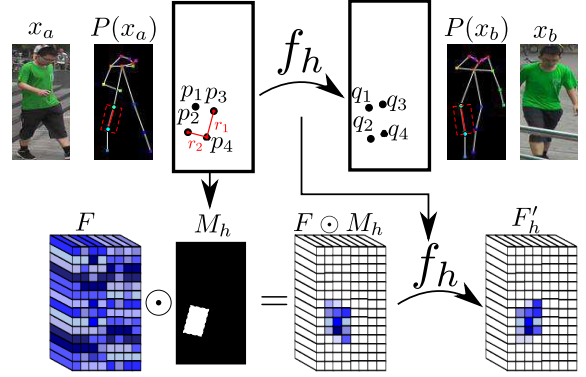 x_a P(x_a) f_h P(x_b) x_b
p_1 p_3 q_1 q_3
p_2 r_1 q_2 q_4
r_2 p_4
F M_h F ⊙ M_h F'_h
⊙ = f_h